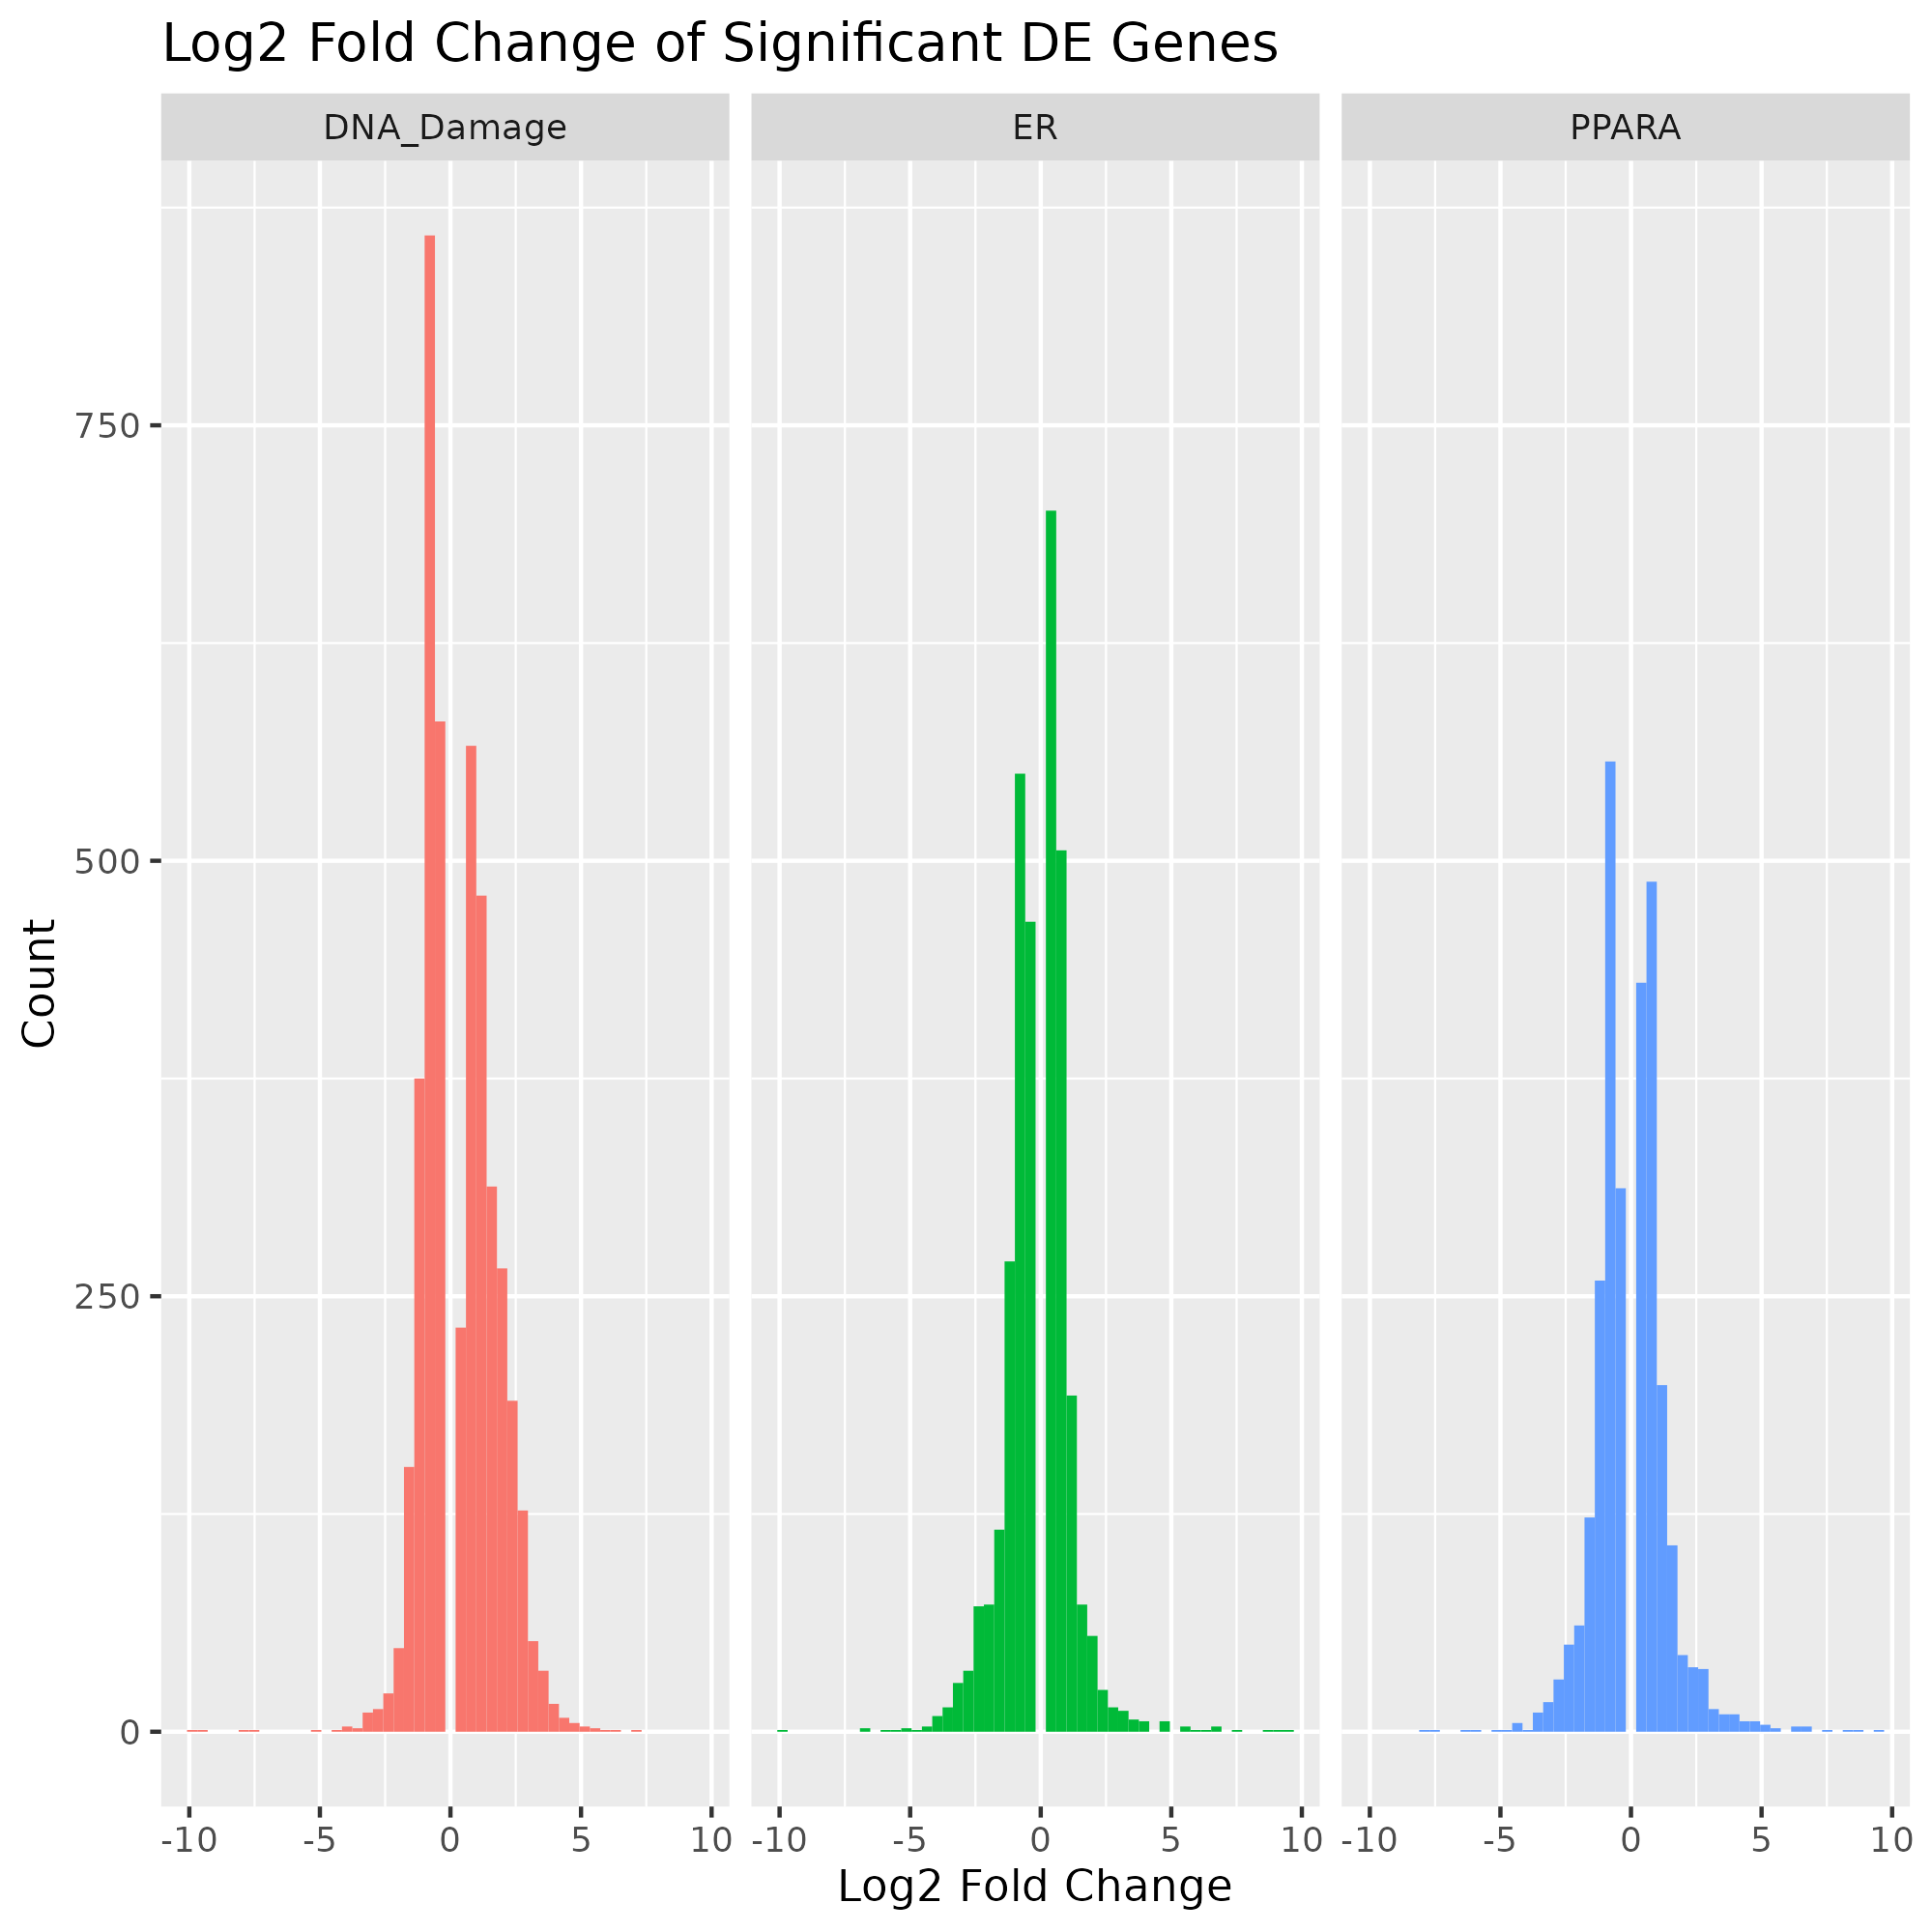 Log2 Fold Change of Significant DE Genes
DNA_Damage ER PPARA
750
500
250
0
Count
-10 -5 0 5 10 -10 -5 0 5 10 -10 -5 0 5 10
Log2 Fold Change